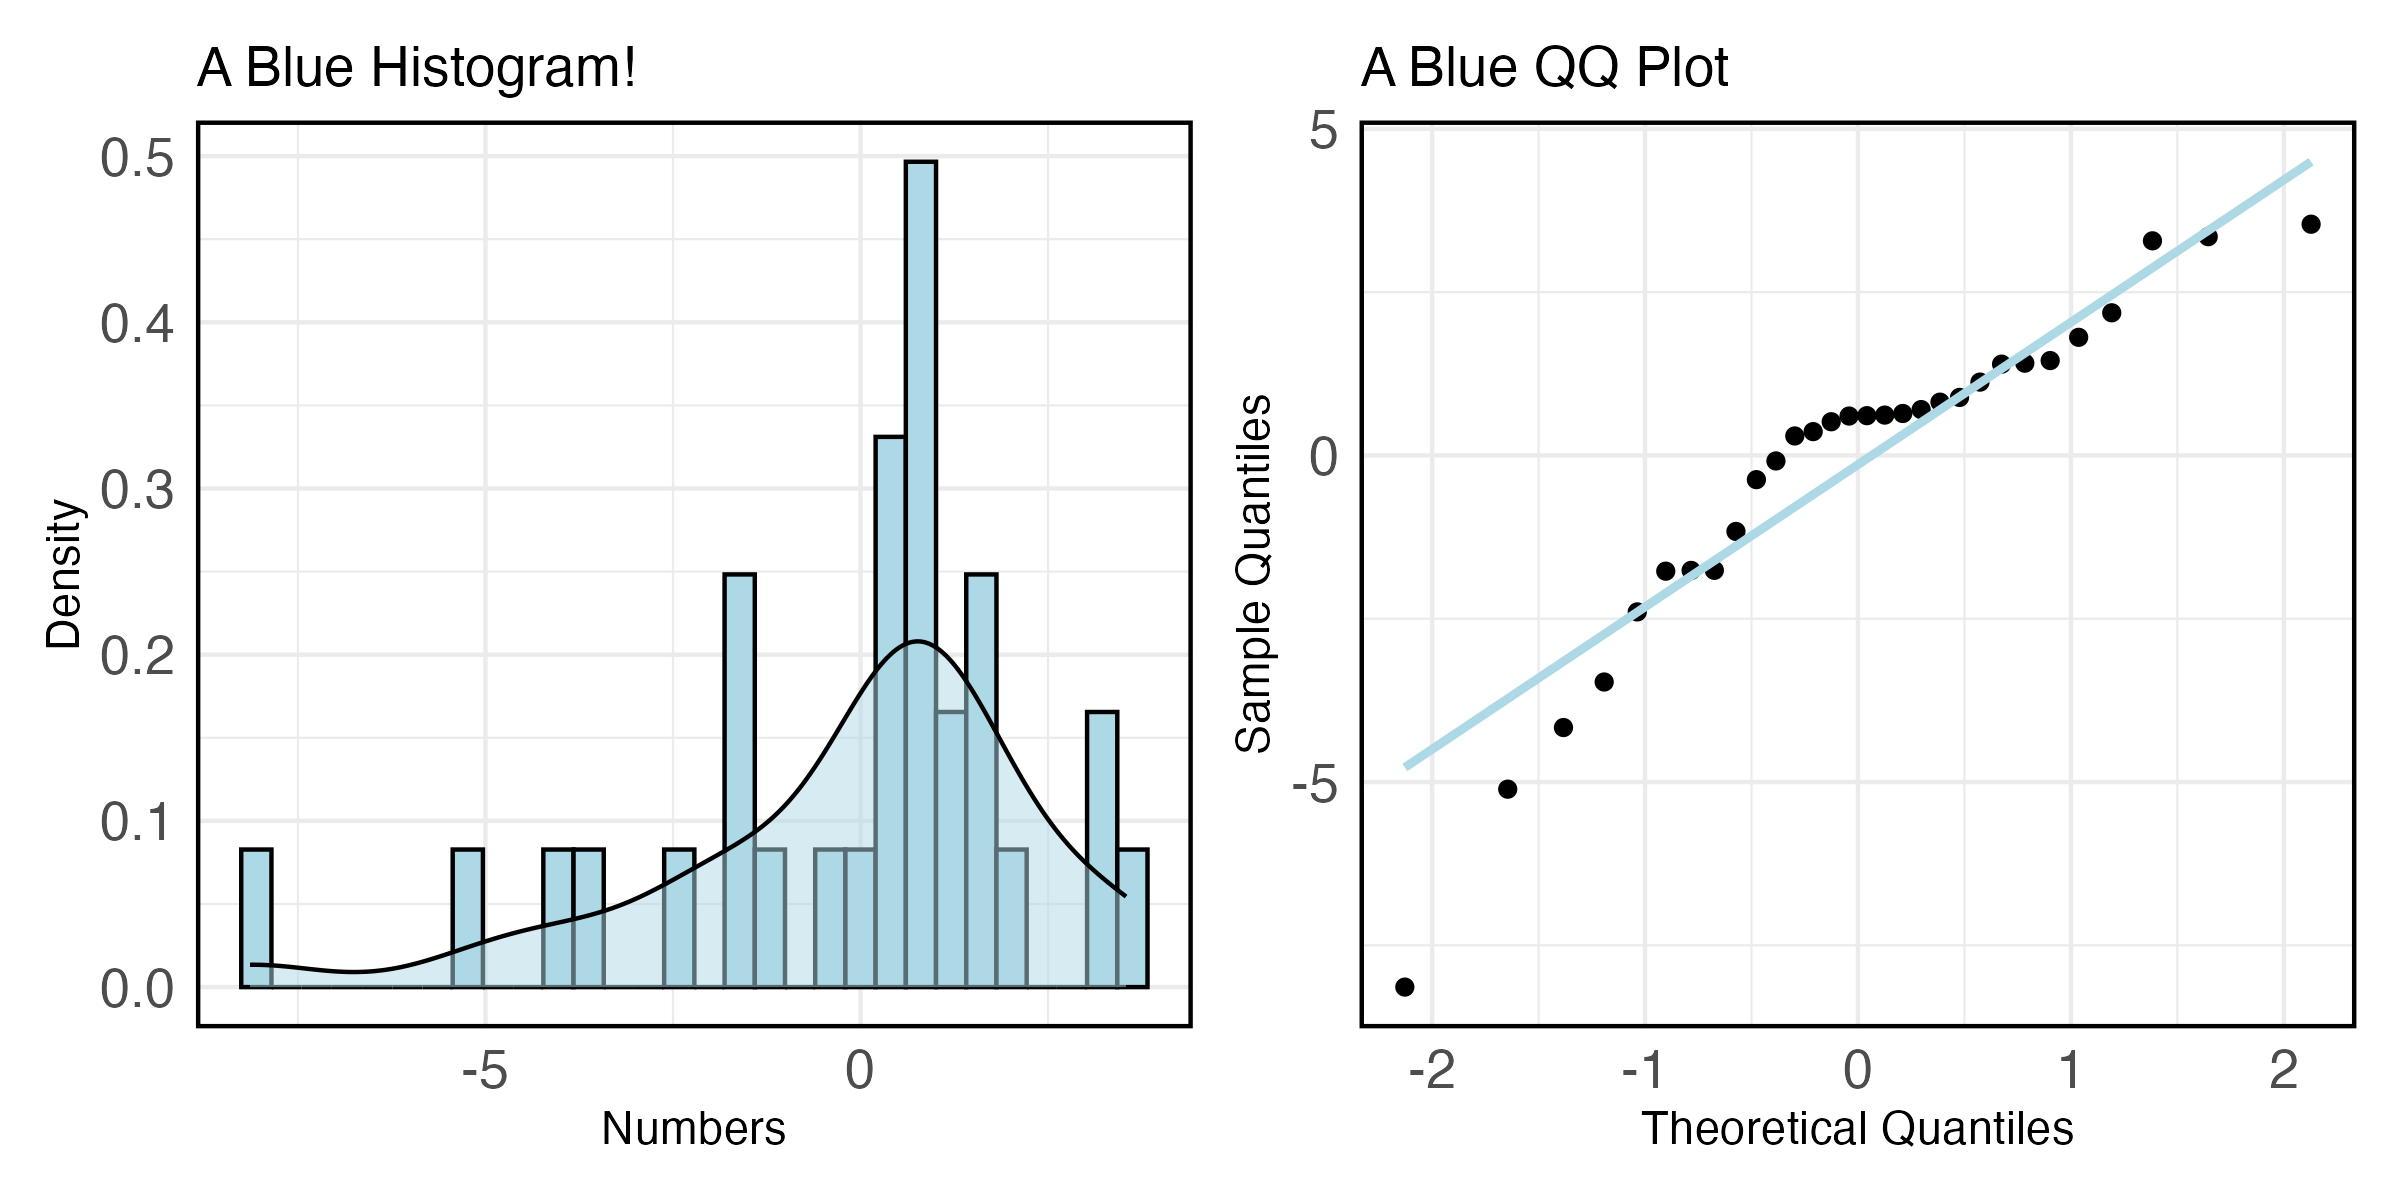 A Blue Histogram!
0.5
0.4
0.3
0.2
0.1
0.0
Density
-5 0
Numbers
A Blue QQ Plot
5
0
-5
Sample Quantiles
-2 -1 0 1 2
Theoretical Quantiles